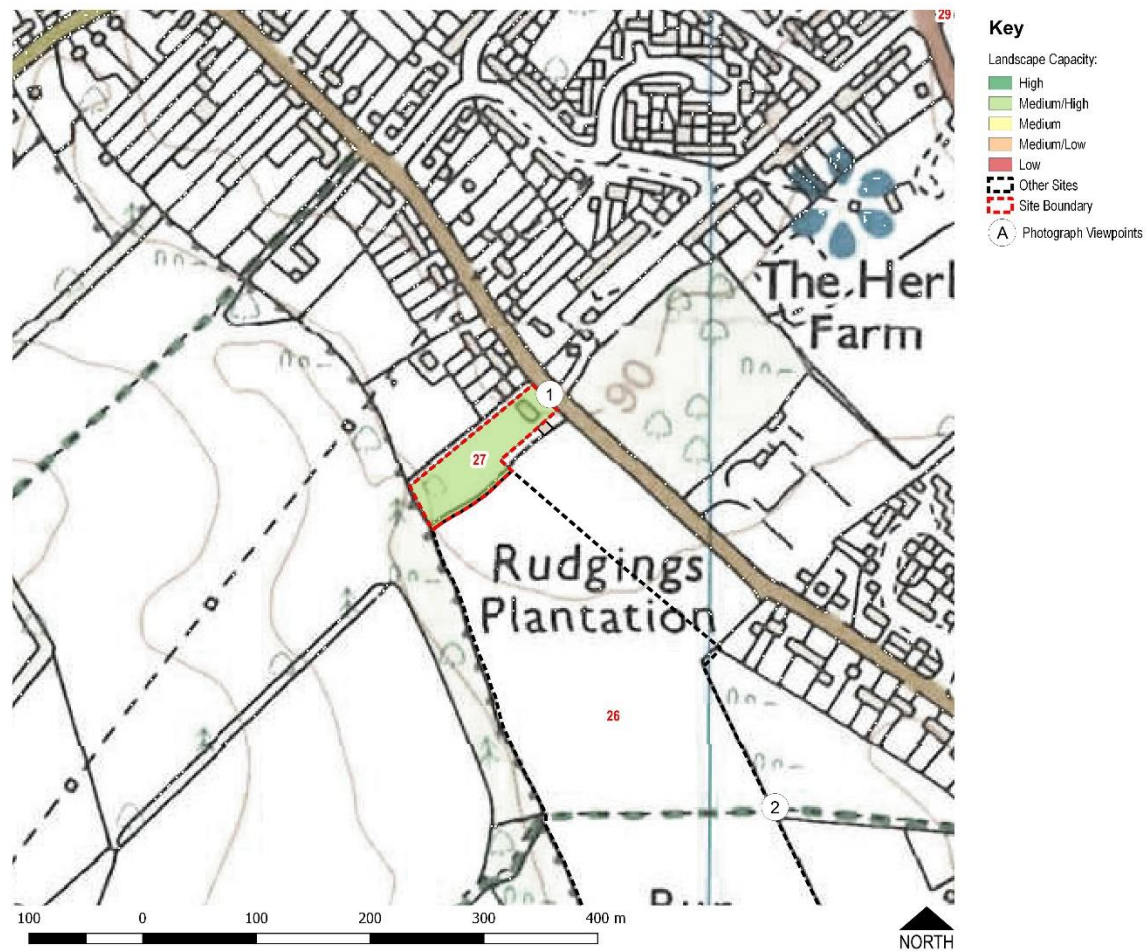 29
The Herb
Farm
90
1
27
Rudgings
Plantation
26
2
Key
Landscape Capacity:
High
Medium/High
Medium
Medium/Low
Low
Other Sites
Site Boundary
A Photograph Viewpoints
100 0 100 200 300 400 m
NORTH